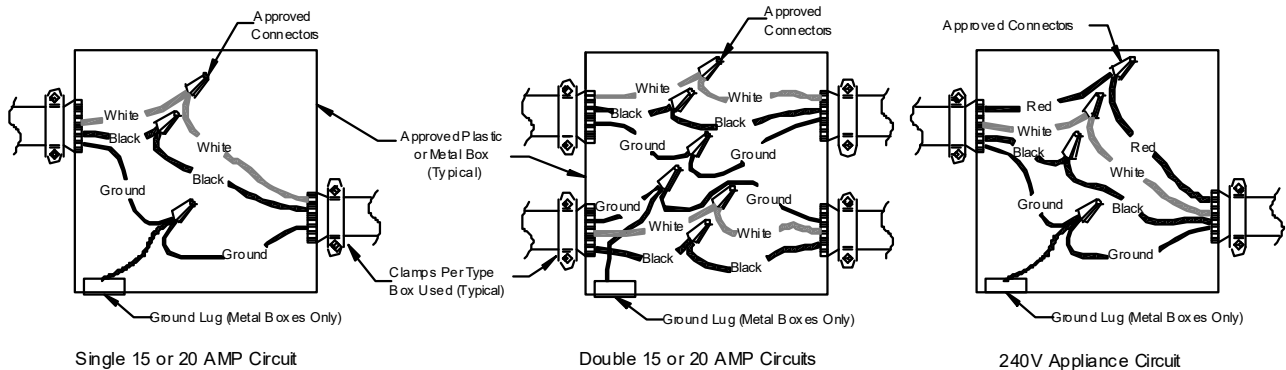 Approved
Connectors
White
Black
White
Black
Ground
Ground
Ground Lug (Metal Boxes Only)
Single 15 or 20 AMP Circuit
Approved Plastic
or Metal Box
(Typical)
Clamps Per Type
Box Used (Typical)
Approved
Connectors
White
White
Black
Black
Ground
Ground
Ground
Ground
White
White
Black
Black
Ground Lug (Metal Boxes Only)
Double 15 or 20 AMP Circuits
Approved Connectors
Red
White
Black
Red
White
Black
Ground
Ground
Ground Lug (Metal Boxes Only)
240V Appliance Circuit